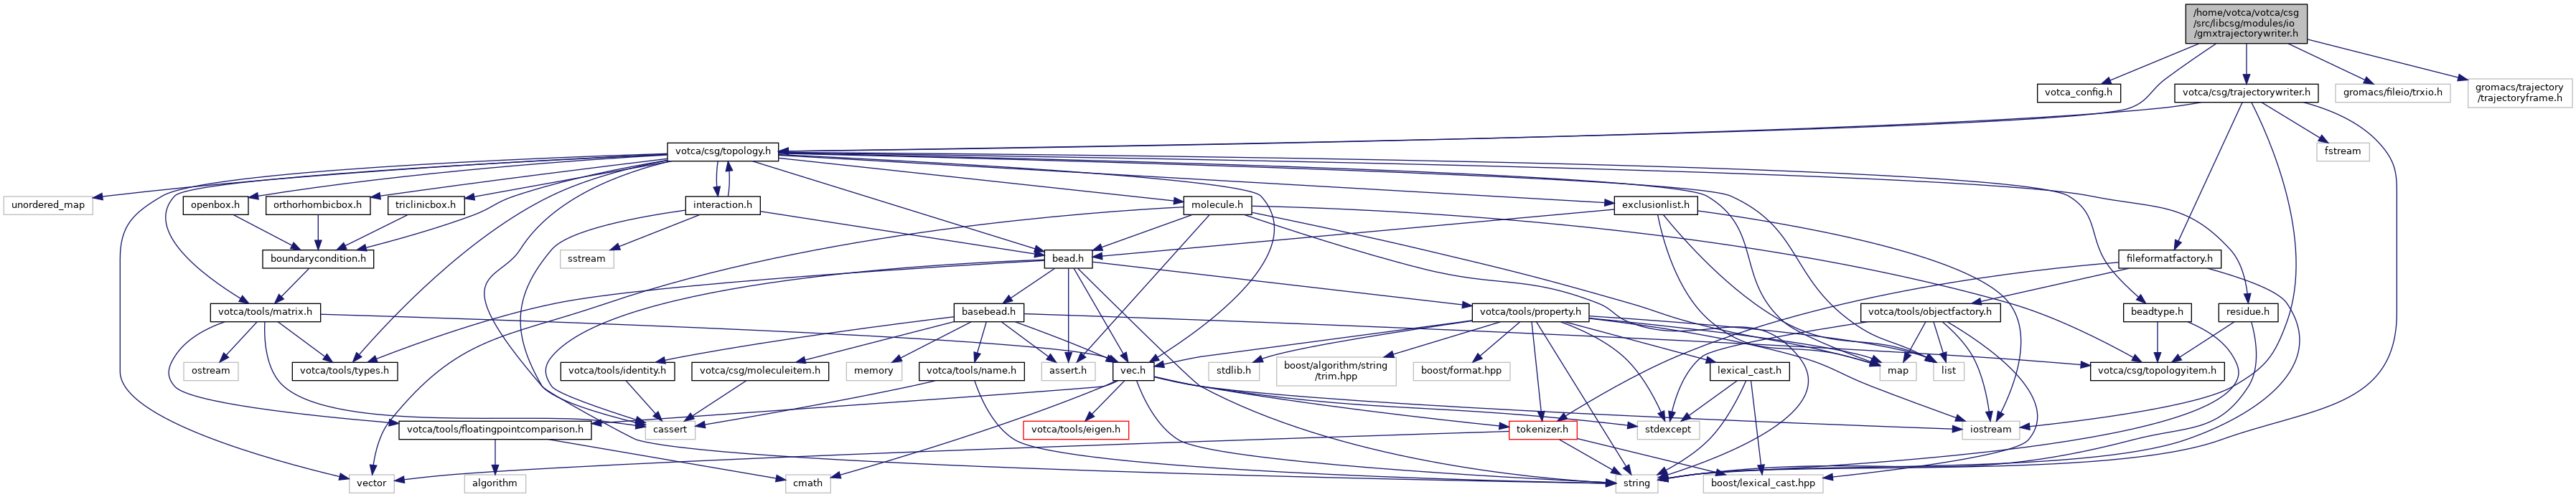 /home/votca/votca/csg
/src/libcsg/modules/io
/gmxtrajectorywriter.h
votca_config.h
votca/csg/trajectorywriter.h
gromacs/fileio/trxio.h
gromacs/trajectory
/trajectoryframe.h
votca/csg/topology.h
fstream
unordered_map
openbox.h
orthorhombicbox.h
triclinicbox.h
interaction.h
molecule.h
exclusionlist.h
boundarycondition.h
sstream
bead.h
fileformatfactory.h
votca/tools/matrix.h
basebead.h
votca/tools/property.h
votca/tools/objectfactory.h
beadtype.h
residue.h
ostream
votca/tools/types.h
votca/tools/identity.h
votca/csg/moleculeitem.h
memory
votca/tools/name.h
assert.h
vec.h
stdlib.h
boost/algorithm/string
/trim.hpp
boost/format.hpp
lexical_cast.h
map
list
votca/csg/topologyitem.h
votca/tools/floatingpointcomparison.h
cassert
votca/tools/eigen.h
tokenizer.h
stdexcept
iostream
vector
algorithm
cmath
string
boost/lexical_cast.hpp